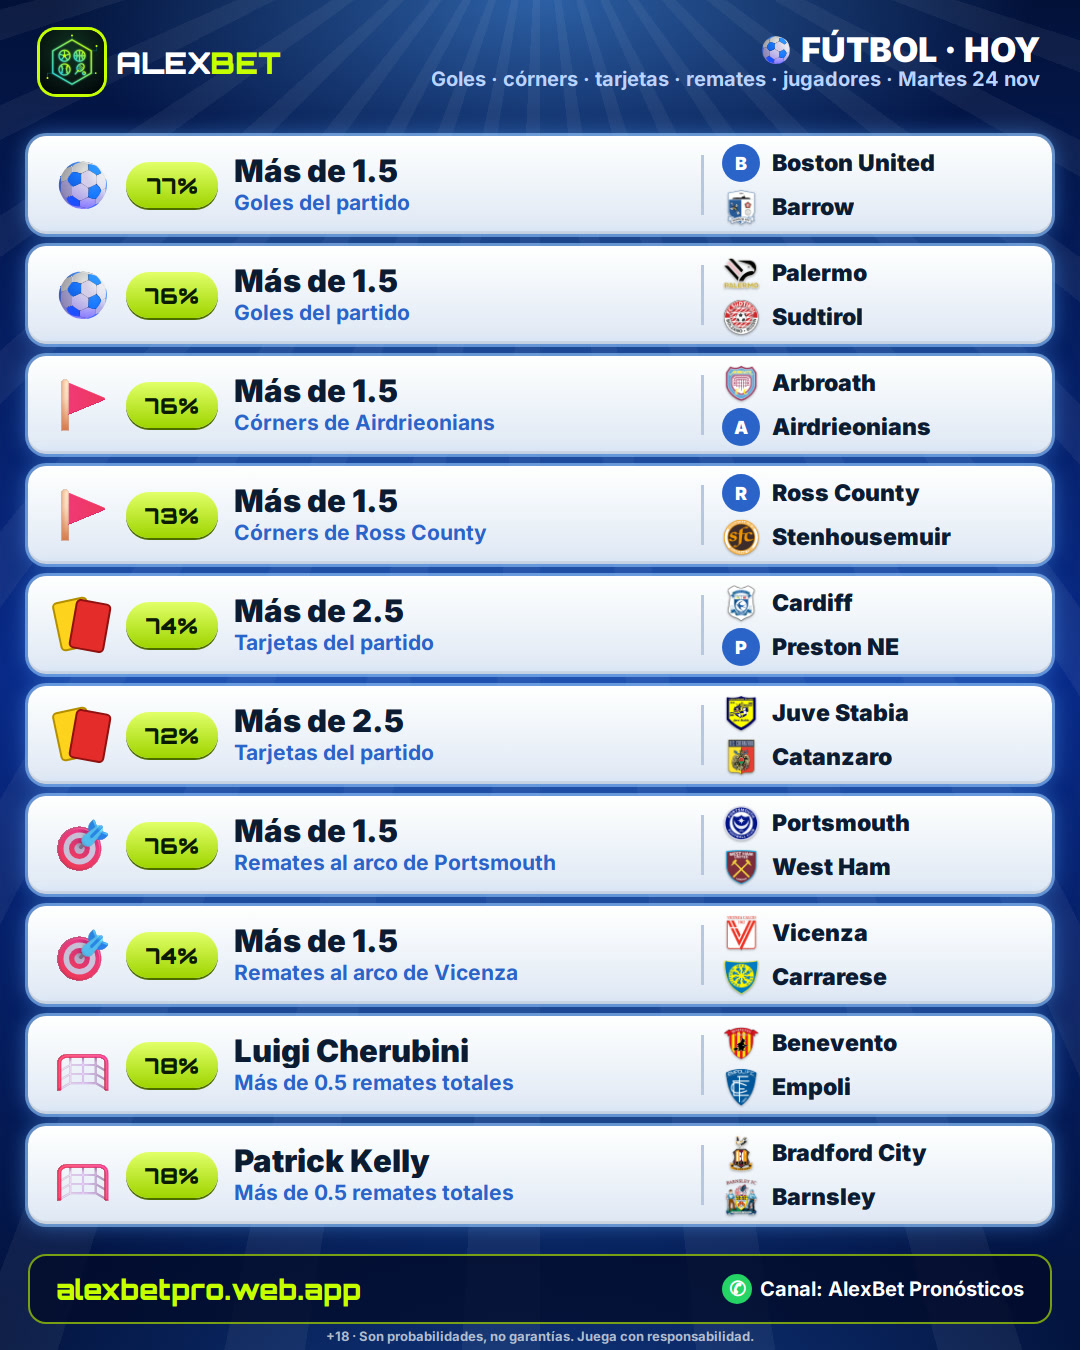 ALEXBET
⚽ FÚTBOL · HOY
Goles · córners · tarjetas · remates · jugadores · Martes 24 nov
77%
Más de 1.5
Goles del partido
B Boston United
Barrow
76%
Más de 1.5
Goles del partido
Palermo
Sudtirol
76%
Más de 1.5
Córners de Airdrieonians
Arbroath
A Airdrieonians
73%
Más de 1.5
Córners de Ross County
R Ross County
sfc Stenhousemuir
74%
Más de 2.5
Tarjetas del partido
Cardiff
P Preston NE
72%
Más de 2.5
Tarjetas del partido
Juve Stabia
Catanzaro
76%
Más de 1.5
Remates al arco de Portsmouth
Portsmouth
West Ham
74%
Más de 1.5
Remates al arco de Vicenza
Vicenza
Carrarese
78%
Luigi Cherubini
Más de 0.5 remates totales
Benevento
Empoli
78%
Patrick Kelly
Más de 0.5 remates totales
Bradford City
Barnsley
alexbetpro.web.app
Canal: AlexBet Pronósticos
+18 · Son probabilidades, no garantías. Juega con responsabilidad.